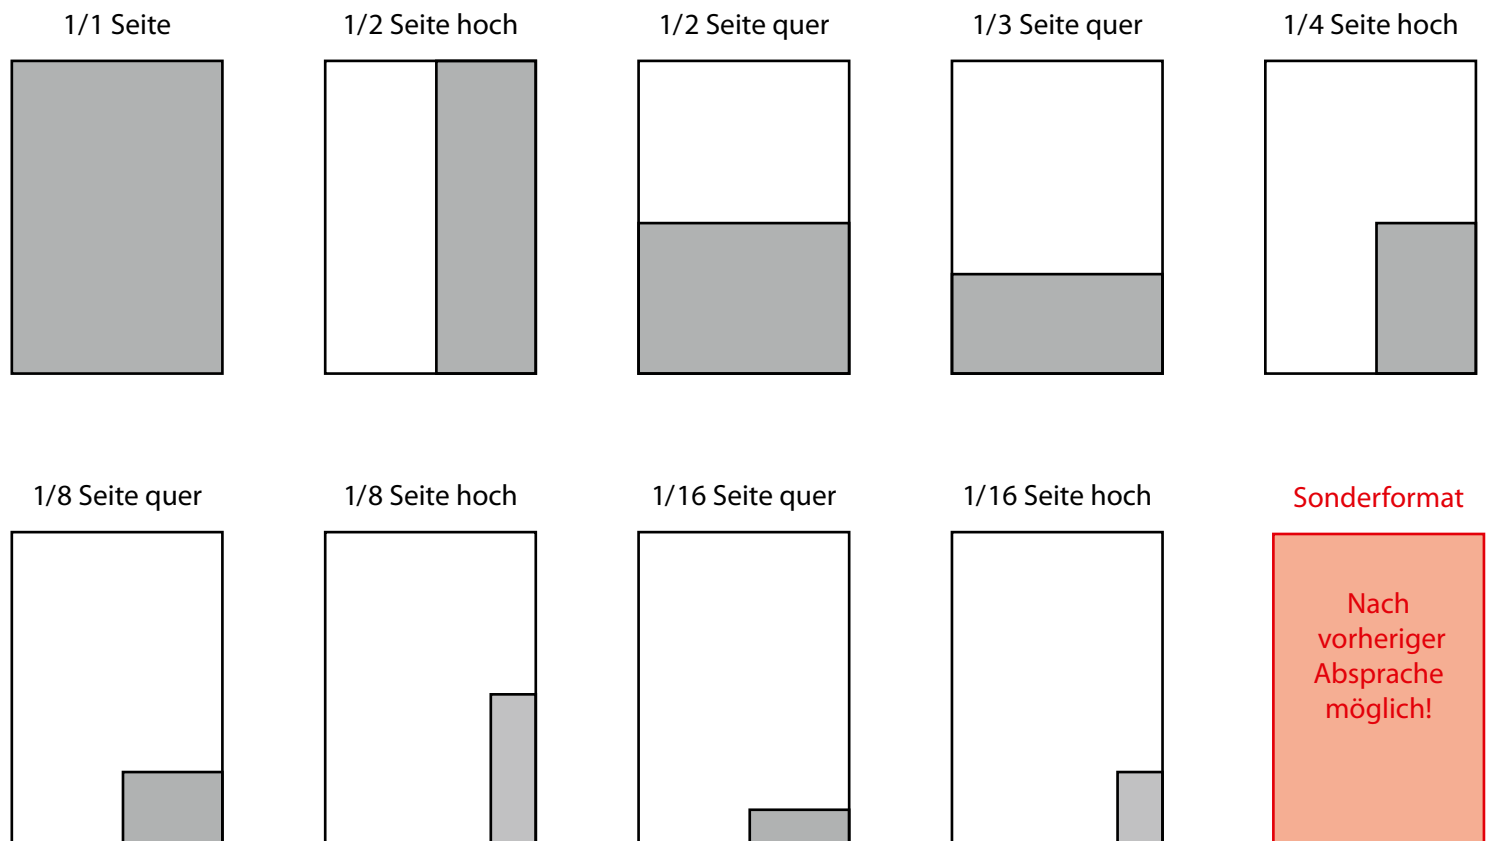 1/1 Seite
1/2 Seite hoch
1/2 Seite quer
1/3 Seite quer
1/4 Seite hoch
1/8 Seite quer
1/8 Seite hoch
1/16 Seite quer
1/16 Seite hoch
Sonderformat
Nach
vorheriger
Absprache
möglich!